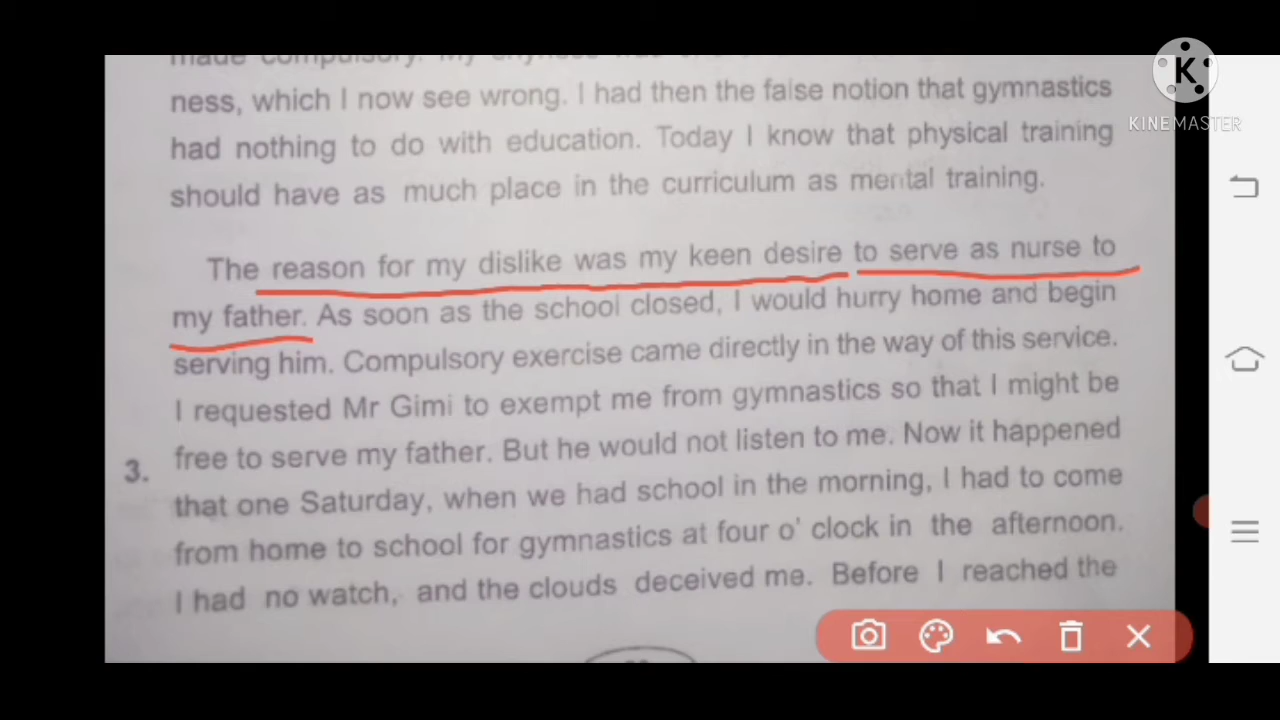 made compulsory. My
ness, which I now see wrong. I had then the false notion that gymnastics
had nothing to do with education. Today I know that physical training
should have as much place in the curriculum as mental training.
The reason for my dislike was my keen desire to serve as nurse to
my father. As soon as the school closed, I would hurry home and begin
serving him. Compulsory exercise came directly in the way of this service.
I requested Mr Gimi to exempt me from gymnastics so that I might be
free to serve my father. But he would not listen to me. Now it happened
3.
that one Saturday, when we had school in the morning, I had to come
from home to school for gymnastics at four o' clock in the afternoon.
I had no watch, and the clouds deceived me. Before I reached the
K
KINEMASTER